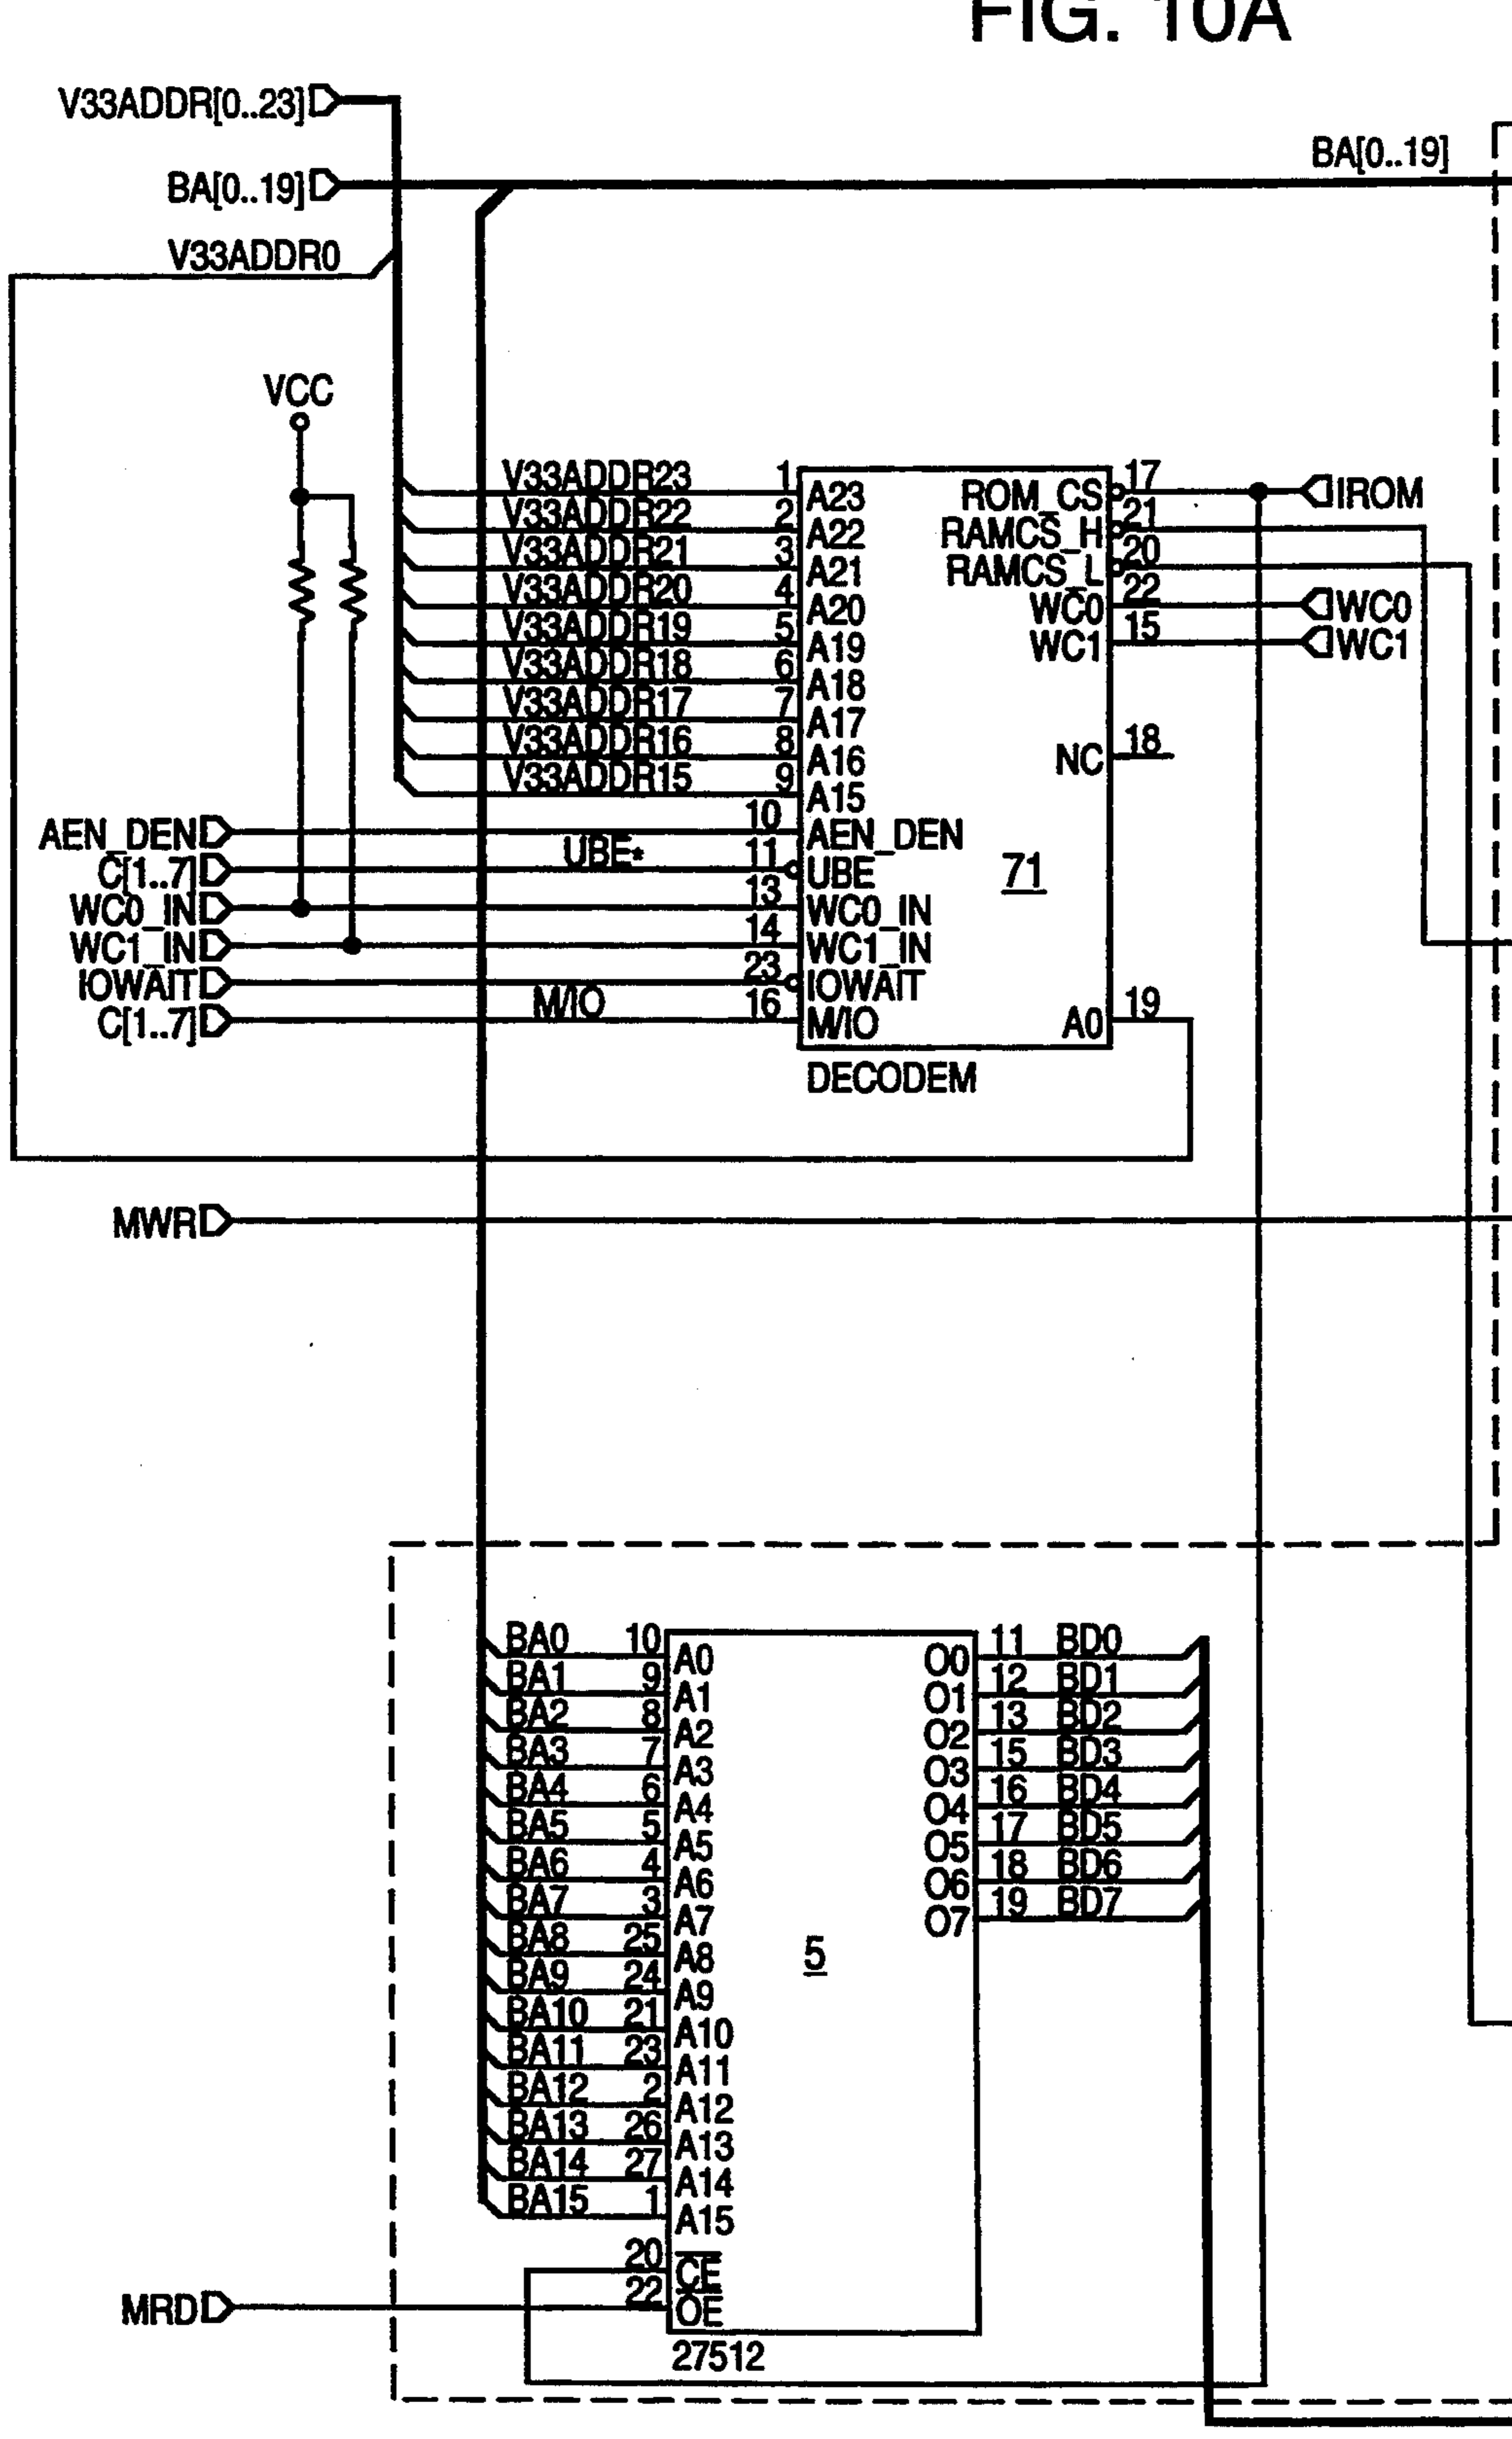 FIG. 10A
V33ADDR[0..23]
BA[0..19]
BA[0..19]
V33ADDR0
VCC
V33ADDR23 1 A23 ROM_CS 17 IROM
V33ADDR22 2 A22 RAMCS_H 21
V33ADDR21 3 A21 RAMCS_L 20
V33ADDR20 4 A20 WC0 22 WC0
V33ADDR19 5 A19 WC1 15 WC1
V33ADDR18 6 A18
V33ADDR17 7 A17
V33ADDR16 8 A16 NC 18
V33ADDR15 9 A15
AEN_DEN 10 AEN_DEN
C[1..7] UBE* 11 UBE 71
WC0_IN 13 WC0_IN
WC1_IN 14 WC1_IN
IOWAIT 23 IOWAIT
C[1..7] M/IO 16 M/IO A0 19
DECODEM
MWR
BA0 10 A0 O0 11 BD0
BA1 9 A1 O1 12 BD1
BA2 8 A2 O2 13 BD2
BA3 7 A3 O3 15 BD3
BA4 6 A4 O4 16 BD4
BA5 5 A5 O5 17 BD5
BA6 4 A6 O6 18 BD6
BA7 3 A7 O7 19 BD7
BA8 25 A8 5
BA9 24 A9
BA10 21 A10
BA11 23 A11
BA12 2 A12
BA13 26 A13
BA14 27 A14
BA15 1 A15
20 CE
MRD 22 OE
27512